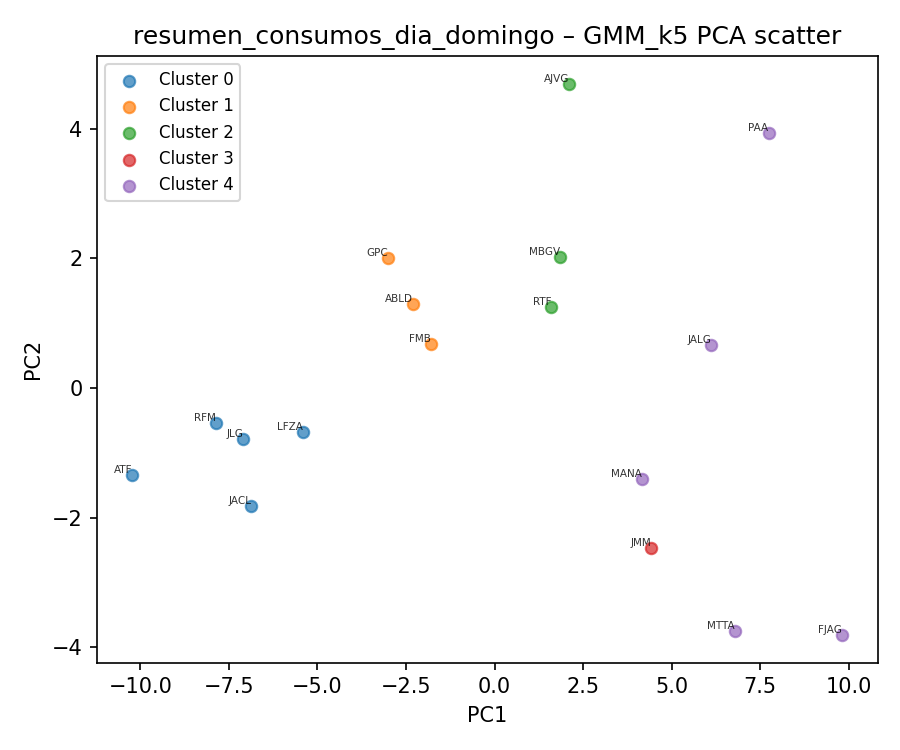 resumen_consumos_dia_domingo – GMM_k5 PCA scatter
Cluster 0
Cluster 1
Cluster 2
Cluster 3
Cluster 4
AJVG
PAA
GPC
MBGV
ABLD
RTF
FMB
JALG
RFM
JLG
LFZA
ATF
MANA
JACL
JMM
MTTA
FJAG
4
2
0
−2
−4
PC2
−10.0 −7.5 −5.0 −2.5 0.0 2.5 5.0 7.5 10.0
PC1